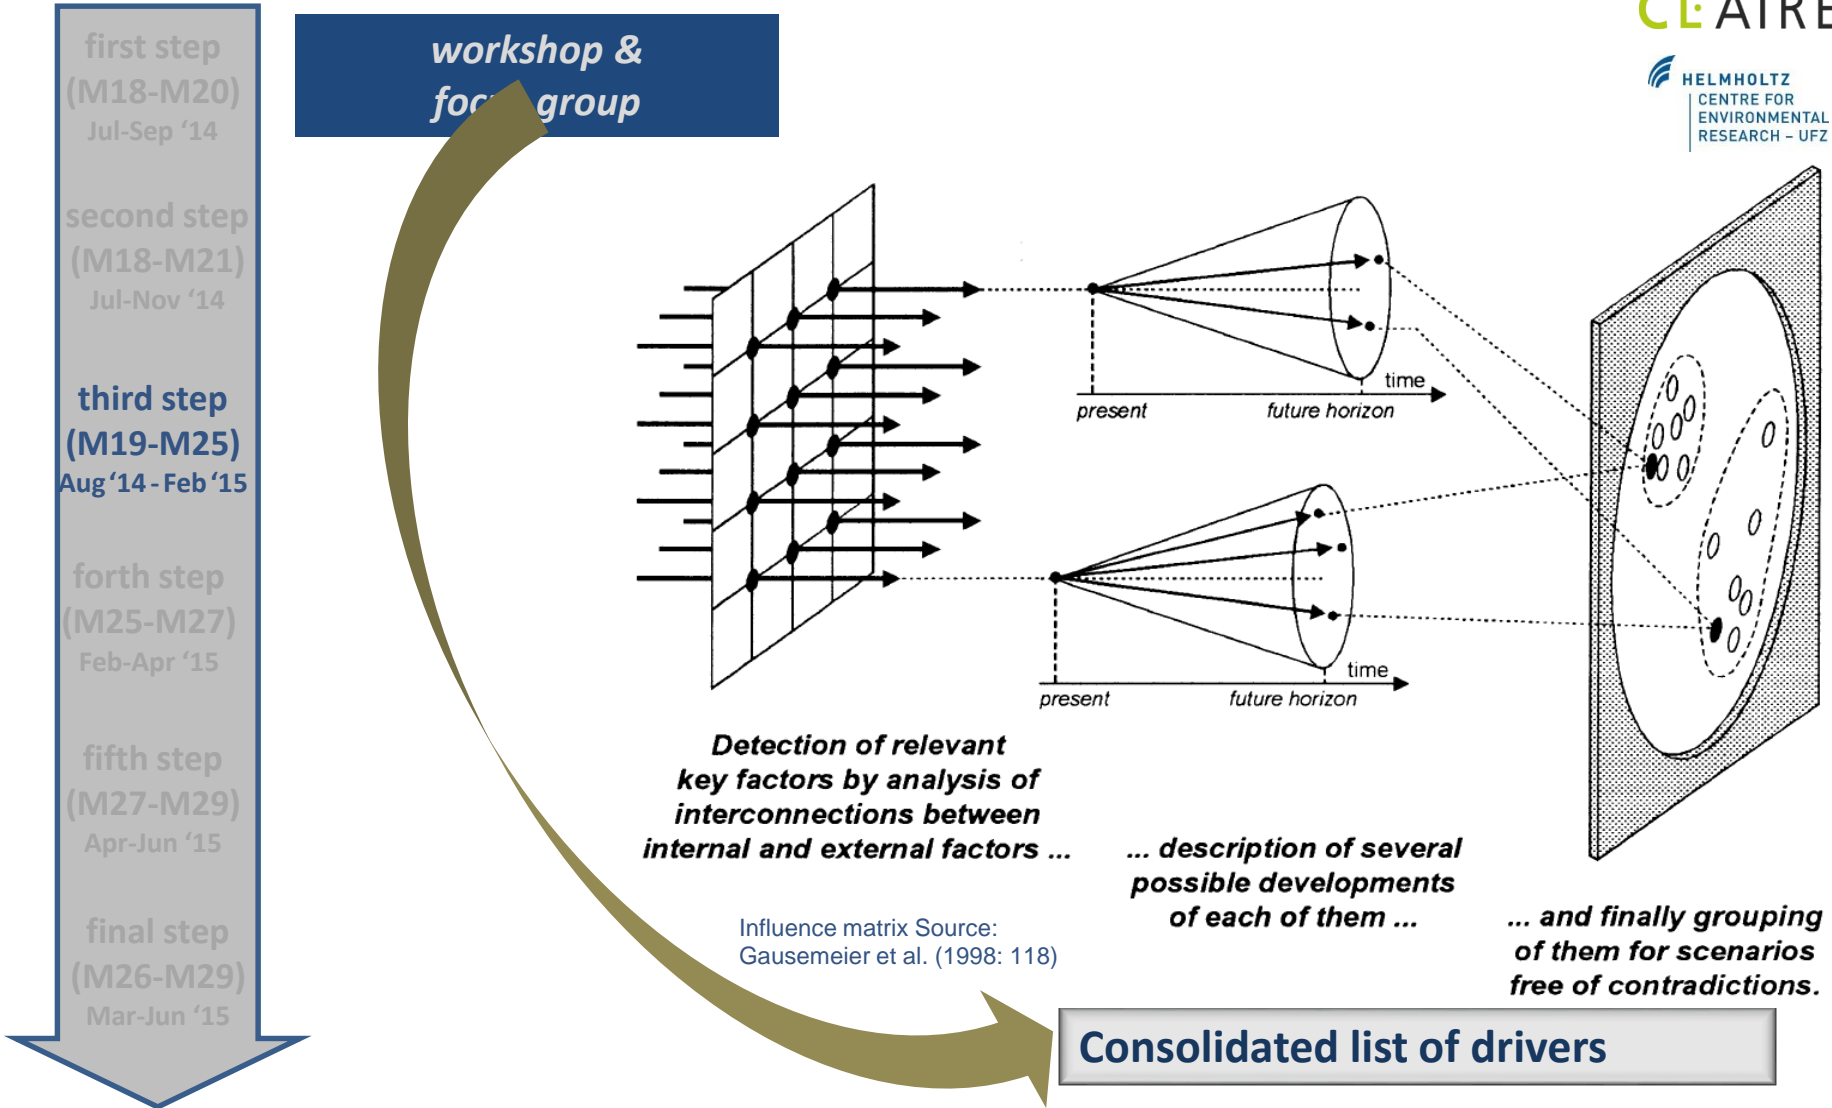 first step
(M18-M20)
Jul-Sep ‘14
second step
(M18-M21)
Jul-Nov ‘14
third step
(M19-M25)
Aug ‘14 - Feb ‘15
forth step
(M25-M27)
Feb-Apr ‘15
fifth step
(M27-M29)
Apr-Jun ‘15
final step
(M26-M29)
Mar-Jun ‘15
workshop &
group
CL:AIRE
HELMHOLTZ
CENTRE FOR
ENVIRONMENTAL
RESEARCH – UFZ
time
present
future horizon
time
present
future horizon
Detection of relevant
key factors by analysis of
interconnections between
internal and external factors ...
... description of several
possible developments
of each of them ...
... and finally grouping
of them for scenarios
free of contradictions.
Influence matrix Source:
Gausemeier et al. (1998: 118)
Consolidated list of drivers